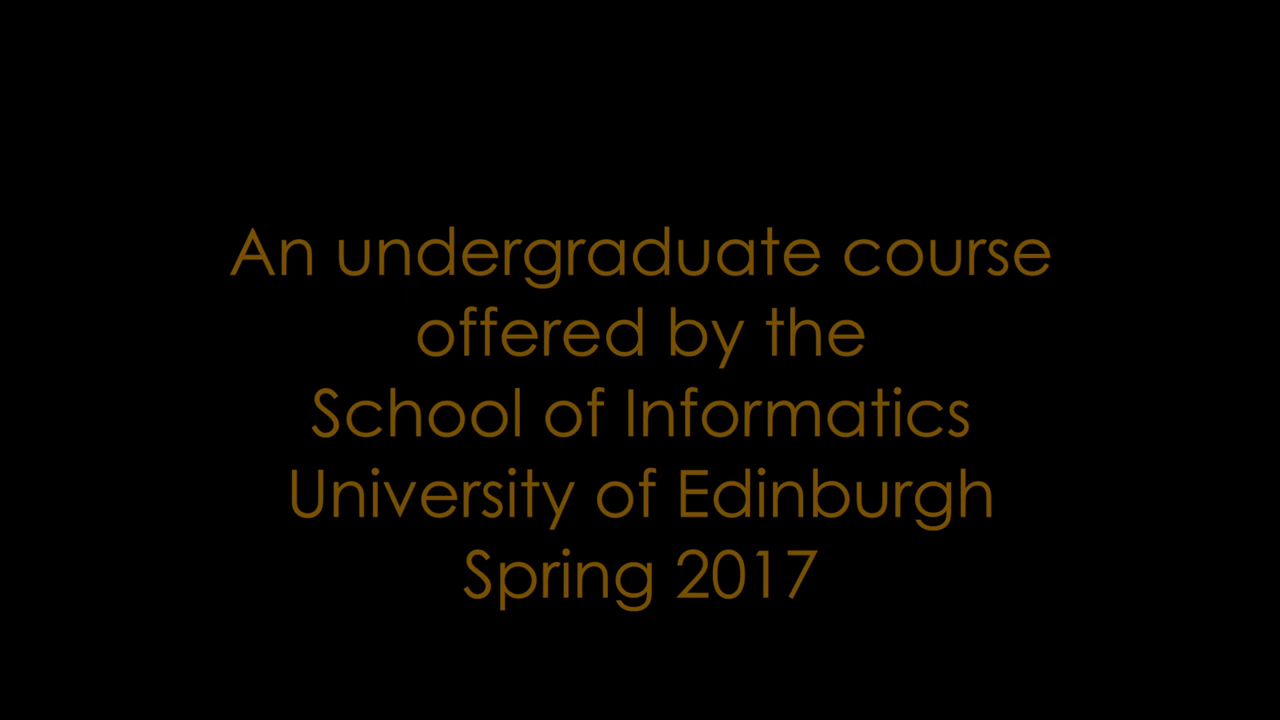 An undergraduate course
offered by the
School of Informatics
University of Edinburgh
Spring 2017